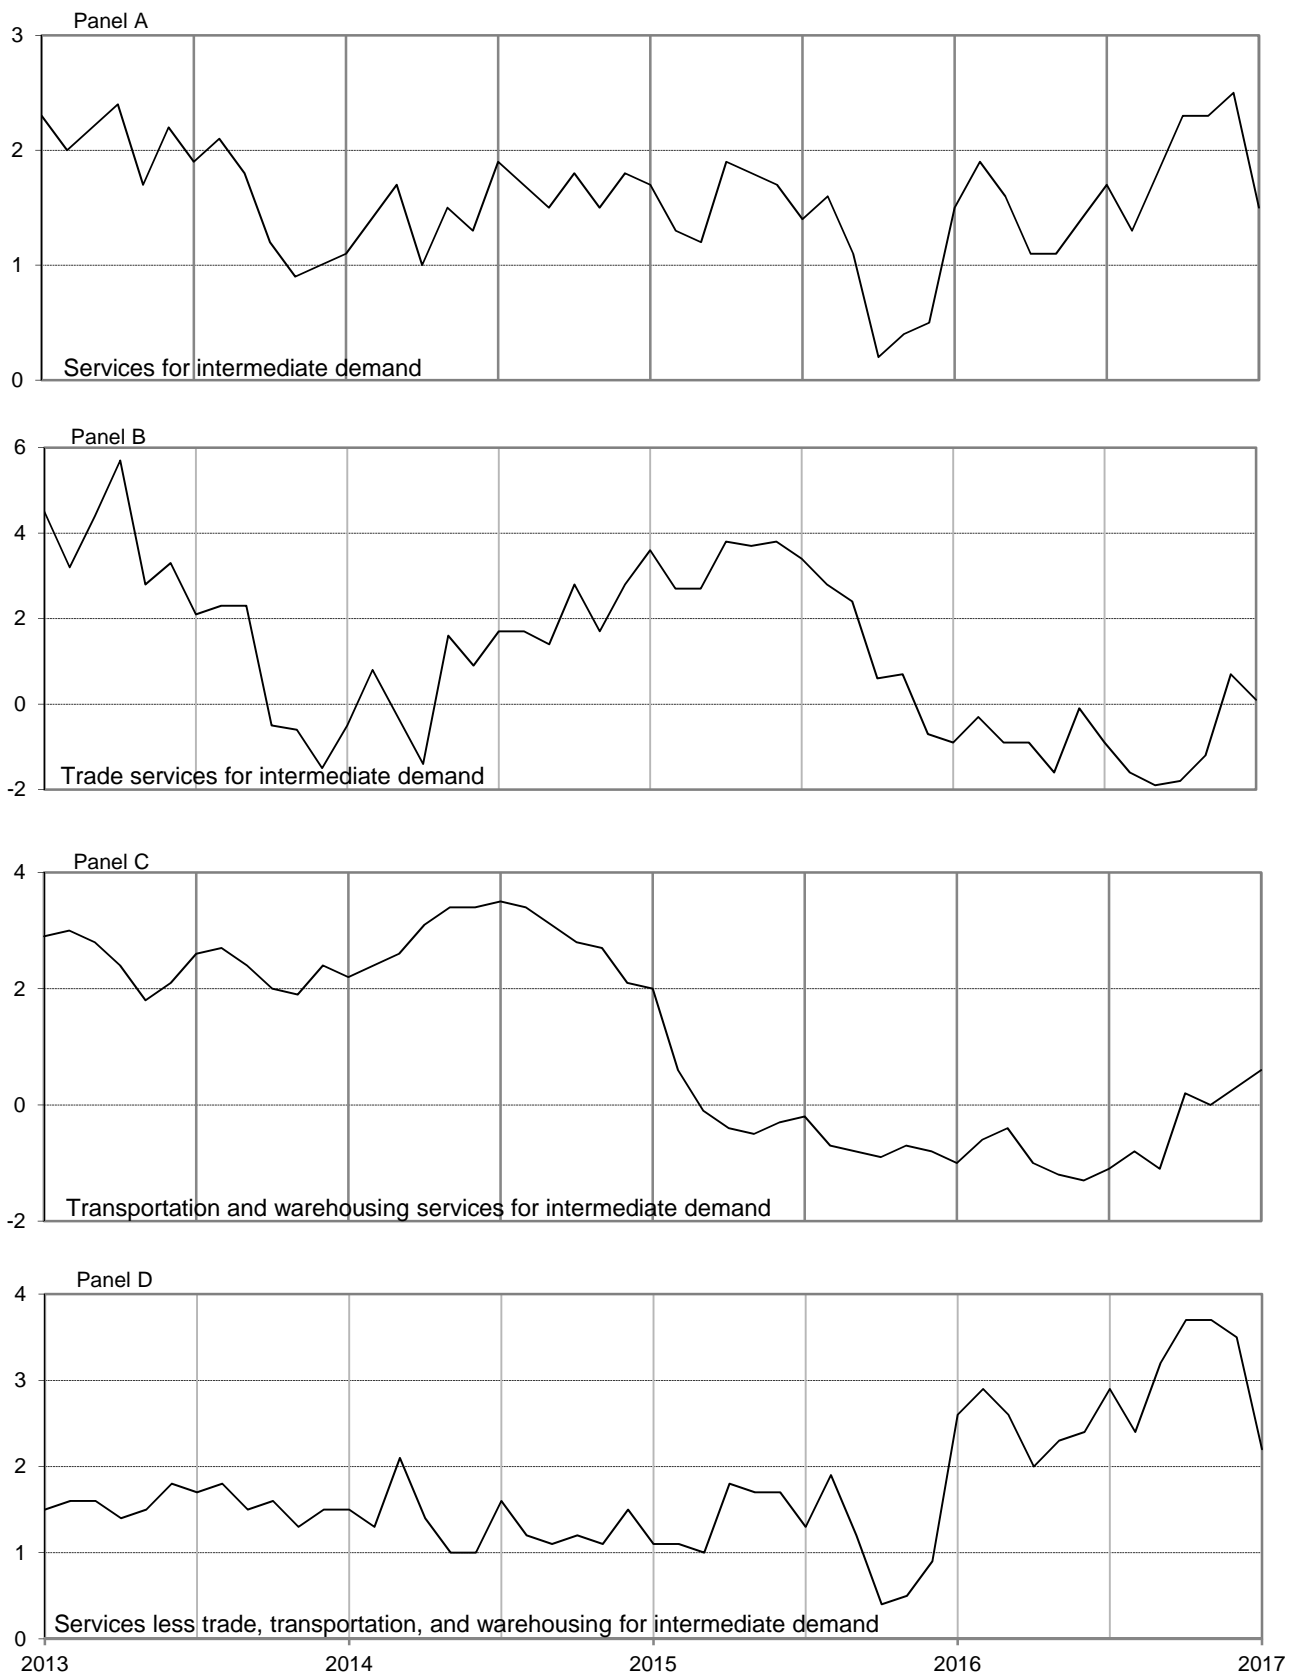 Panel A
3
2
1
0
Services for intermediate demand
Panel B
6
4
2
0
-2
Trade services for intermediate demand
Panel C
4
2
0
-2
Transportation and warehousing services for intermediate demand
Panel D
4
3
2
1
0
Services less trade, transportation, and warehousing for intermediate demand
2013 2014 2015 2016 2017